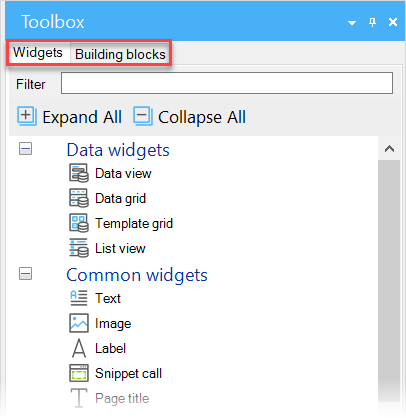 Toolbox
Widgets Building blocks
Filter
Expand All Collapse All
Data widgets
Data view
Data grid
Template grid
List view
Common widgets
Text
Image
Label
Snippet call
Page title